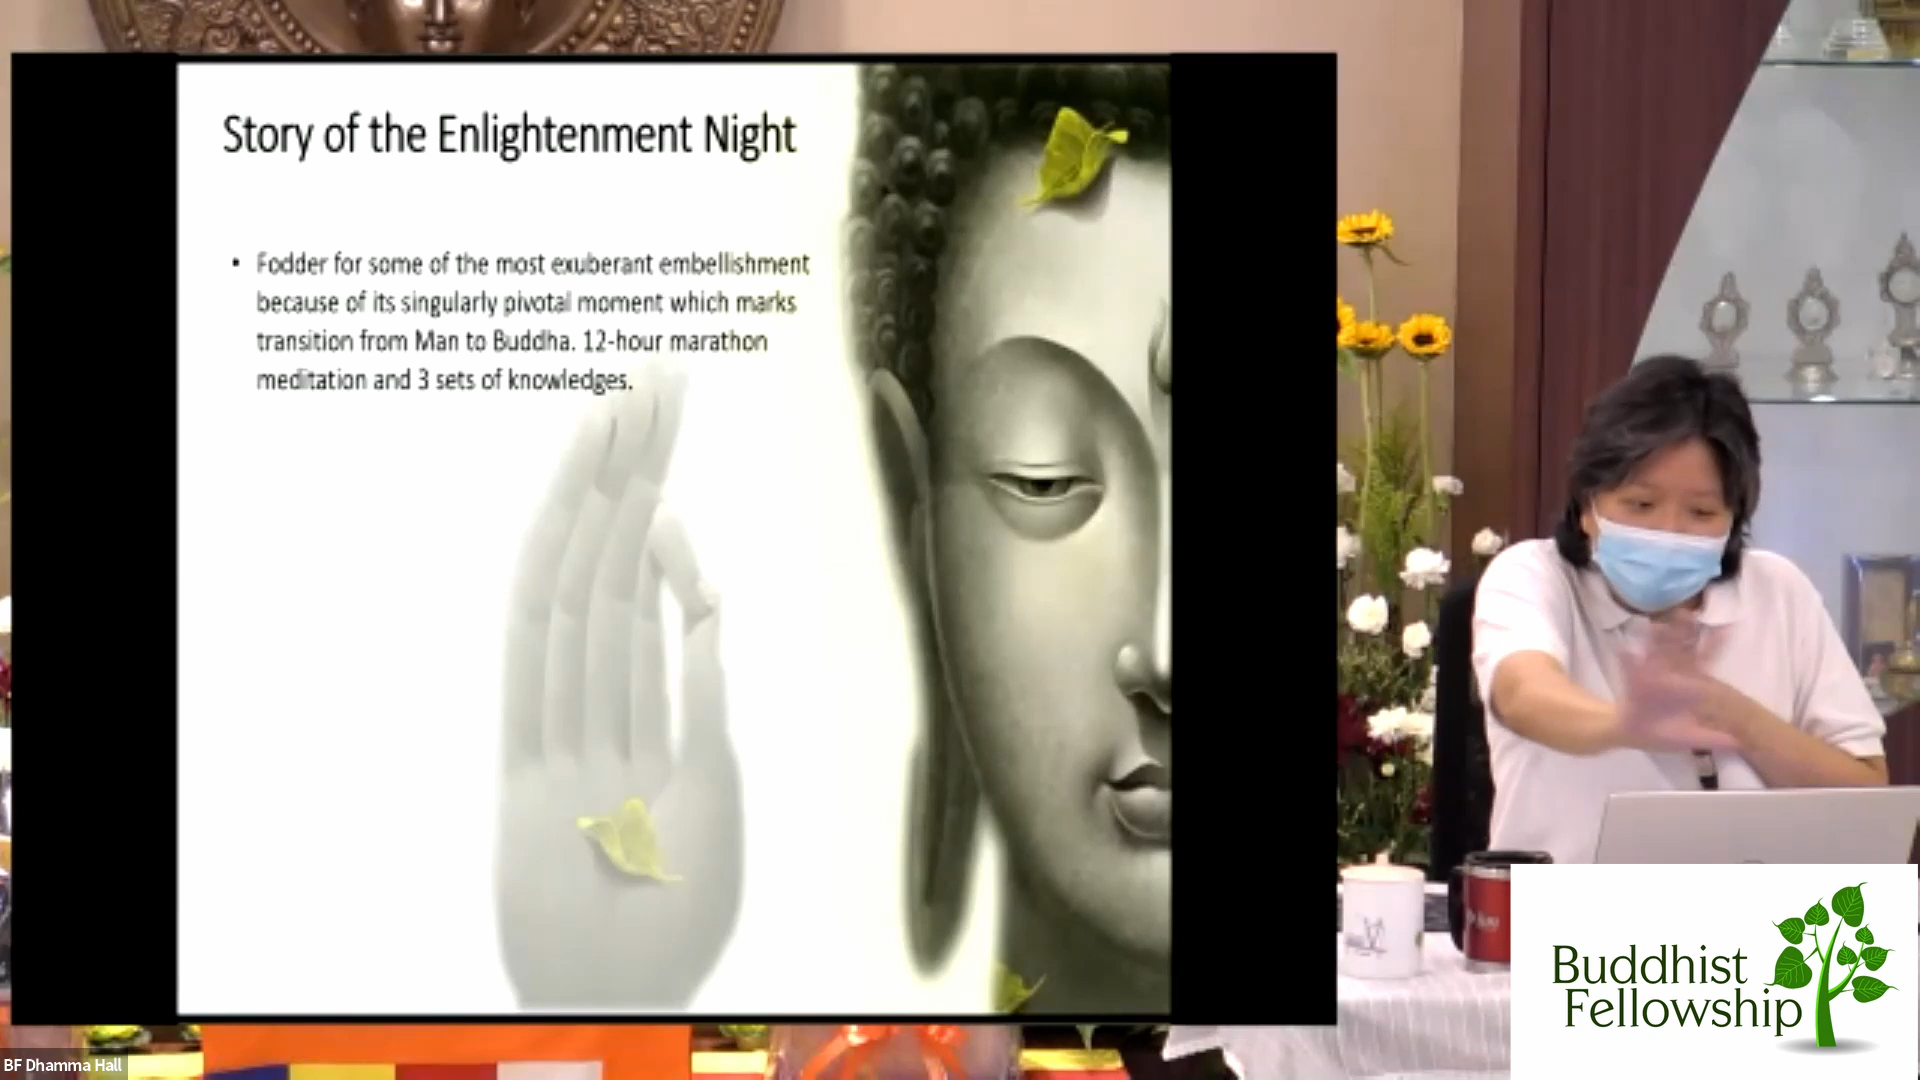 Story of the Enlightenment Night
• Fodder for some of the most exuberant embellishment
because of its singularly pivotal moment which marks
transition from Man to Buddha. 12-hour marathon
meditation and 3 sets of knowledges.
Buddhist
Fellowship
BF Dhamma Hall